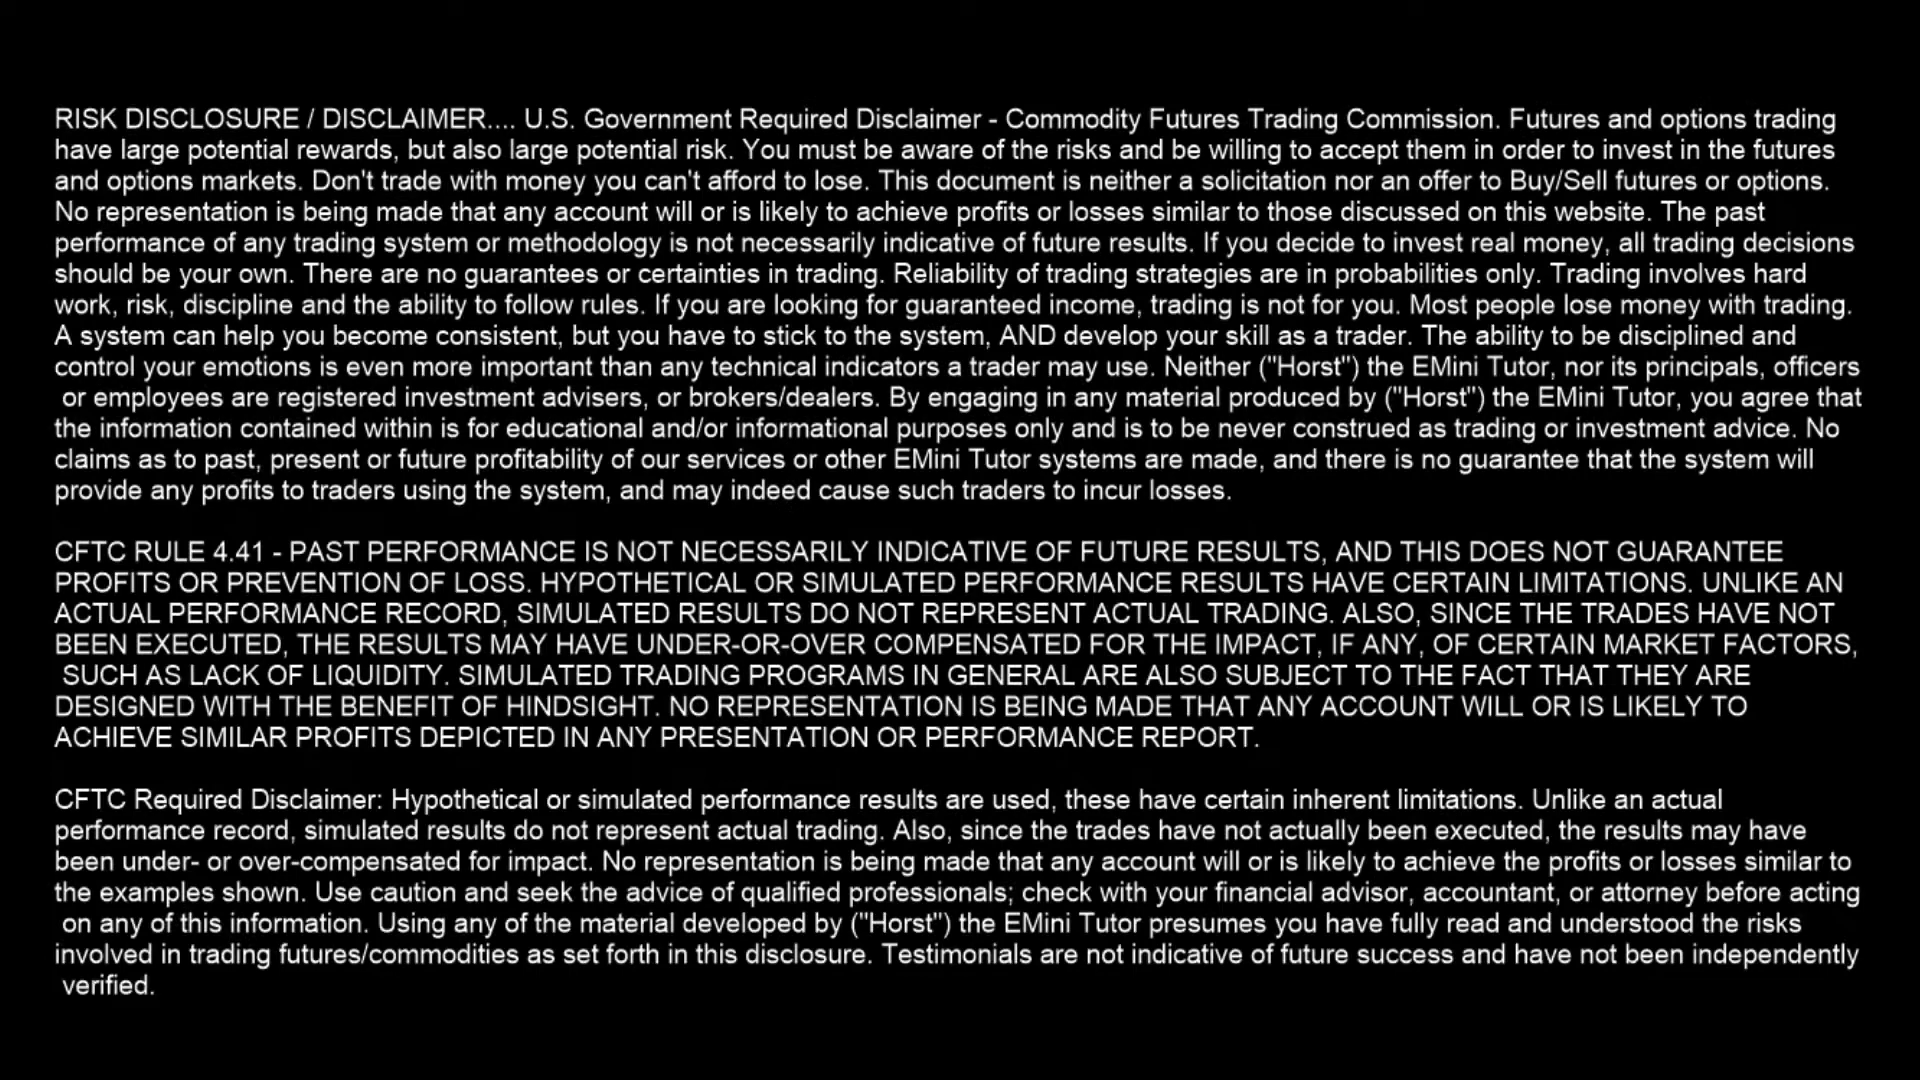 RISK DISCLOSURE / DISCLAIMER.... U.S. Government Required Disclaimer - Commodity Futures Trading Commission. Futures and options trading
have large potential rewards, but also large potential risk. You must be aware of the risks and be willing to accept them in order to invest in the futures
and options markets. Don't trade with money you can't afford to lose. This document is neither a solicitation nor an offer to Buy/Sell futures or options.
No representation is being made that any account will or is likely to achieve profits or losses similar to those discussed on this website. The past
performance of any trading system or methodology is not necessarily indicative of future results. If you decide to invest real money, all trading decisions
should be your own. There are no guarantees or certainties in trading. Reliability of trading strategies are in probabilities only. Trading involves hard
work, risk, discipline and the ability to follow rules. If you are looking for guaranteed income, trading is not for you. Most people lose money with trading.
A system can help you become consistent, but you have to stick to the system, AND develop your skill as a trader. The ability to be disciplined and
control your emotions is even more important than any technical indicators a trader may use. Neither ("Horst") the EMini Tutor, nor its principals, officers
or employees are registered investment advisers, or brokers/dealers. By engaging in any material produced by ("Horst") the EMini Tutor, you agree that
the information contained within is for educational and/or informational purposes only and is to be never construed as trading or investment advice. No
claims as to past, present or future profitability of our services or other EMini Tutor systems are made, and there is no guarantee that the system will
provide any profits to traders using the system, and may indeed cause such traders to incur losses.
CFTC RULE 4.41 - PAST PERFORMANCE IS NOT NECESSARILY INDICATIVE OF FUTURE RESULTS, AND THIS DOES NOT GUARANTEE
PROFITS OR PREVENTION OF LOSS. HYPOTHETICAL OR SIMULATED PERFORMANCE RESULTS HAVE CERTAIN LIMITATIONS. UNLIKE AN
ACTUAL PERFORMANCE RECORD, SIMULATED RESULTS DO NOT REPRESENT ACTUAL TRADING. ALSO, SINCE THE TRADES HAVE NOT
BEEN EXECUTED, THE RESULTS MAY HAVE UNDER-OR-OVER COMPENSATED FOR THE IMPACT, IF ANY, OF CERTAIN MARKET FACTORS,
SUCH AS LACK OF LIQUIDITY. SIMULATED TRADING PROGRAMS IN GENERAL ARE ALSO SUBJECT TO THE FACT THAT THEY ARE
DESIGNED WITH THE BENEFIT OF HINDSIGHT. NO REPRESENTATION IS BEING MADE THAT ANY ACCOUNT WILL OR IS LIKELY TO
ACHIEVE SIMILAR PROFITS DEPICTED IN ANY PRESENTATION OR PERFORMANCE REPORT.
CFTC Required Disclaimer: Hypothetical or simulated performance results are used, these have certain inherent limitations. Unlike an actual
performance record, simulated results do not represent actual trading. Also, since the trades have not actually been executed, the results may have
been under- or over-compensated for impact. No representation is being made that any account will or is likely to achieve the profits or losses similar to
the examples shown. Use caution and seek the advice of qualified professionals; check with your financial advisor, accountant, or attorney before acting
on any of this information. Using any of the material developed by ("Horst") the EMini Tutor presumes you have fully read and understood the risks
involved in trading futures/commodities as set forth in this disclosure. Testimonials are not indicative of future success and have not been independently
verified.